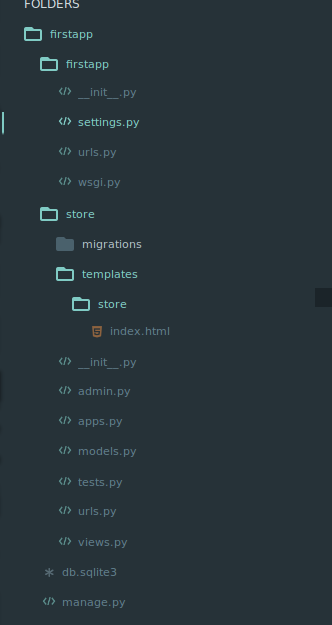 FOLDERS
firstapp
firstapp
__init__.py
settings.py
urls.py
wsgi.py
store
migrations
templates
store
index.html
__init__.py
admin.py
apps.py
models.py
tests.py
urls.py
views.py
db.sqlite3
manage.py